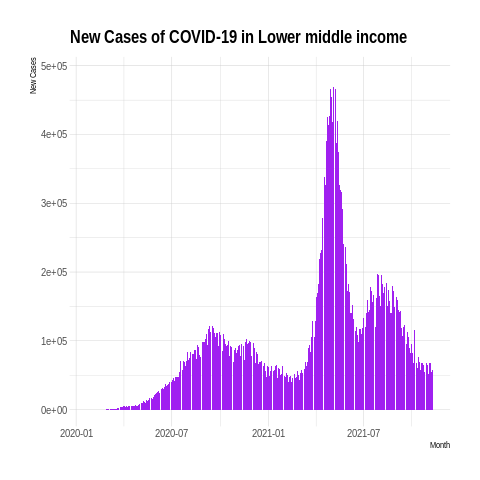 New Cases of COVID-19 in Lower middle income
New Cases
5e+05
4e+05
3e+05
2e+05
1e+05
0e+00
2020-01 2020-07 2021-01 2021-07
Month